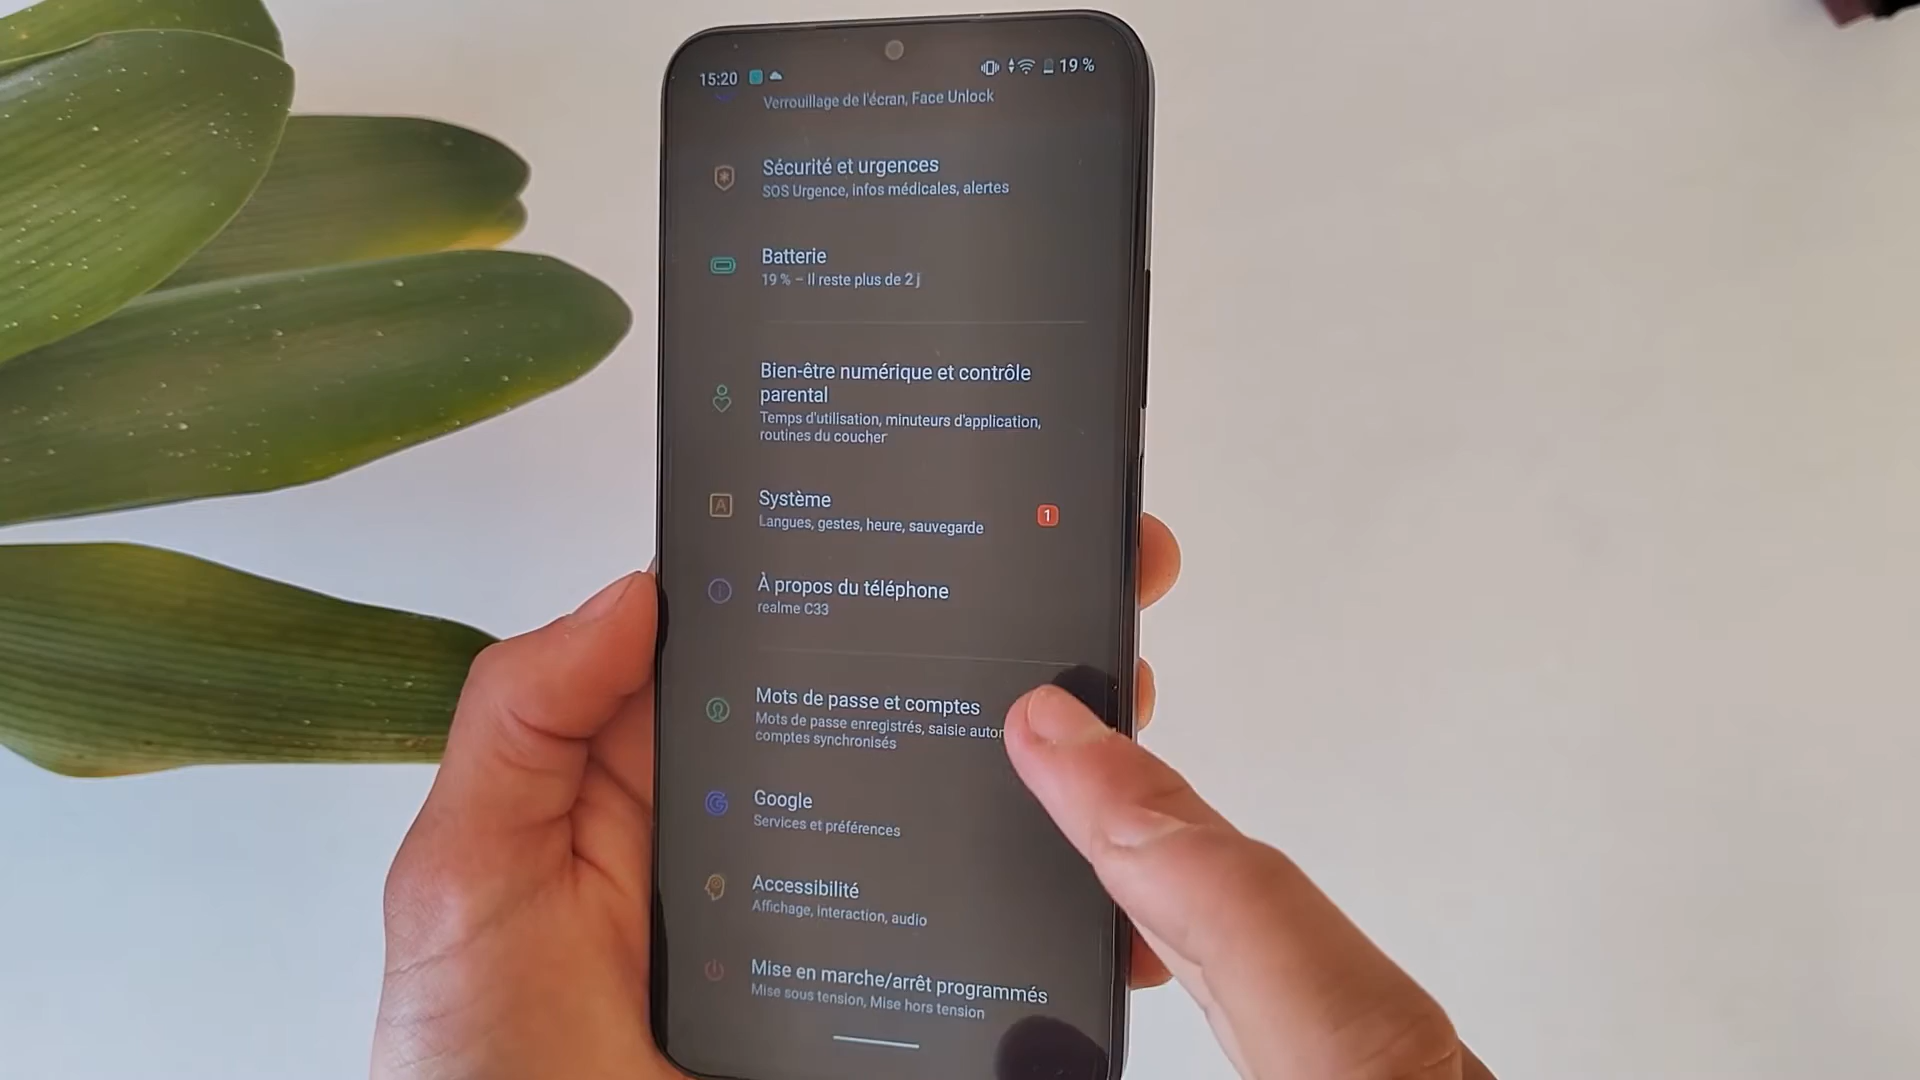 15:20
19 %
Verrouillage de l'écran, Face Unlock
Sécurité et urgences
SOS Urgence, infos médicales, alertes
Batterie
19 % – Il reste plus de 2 j
Bien-être numérique et contrôle
parental
Temps d'utilisation, minuteurs d'application,
routines du coucher
A
Système
1
Langues, gestes, heure, sauvegarde
À propos du téléphone
realme C33
Mots de passe et comptes
Mots de passe enregistrés, saisie
comptes synchronisés
Google
Services et préférences
Accessibilité
Affichage, interaction, audio
Mise en marche/arrêt programmés
Mise sous tension, Mise hors tension